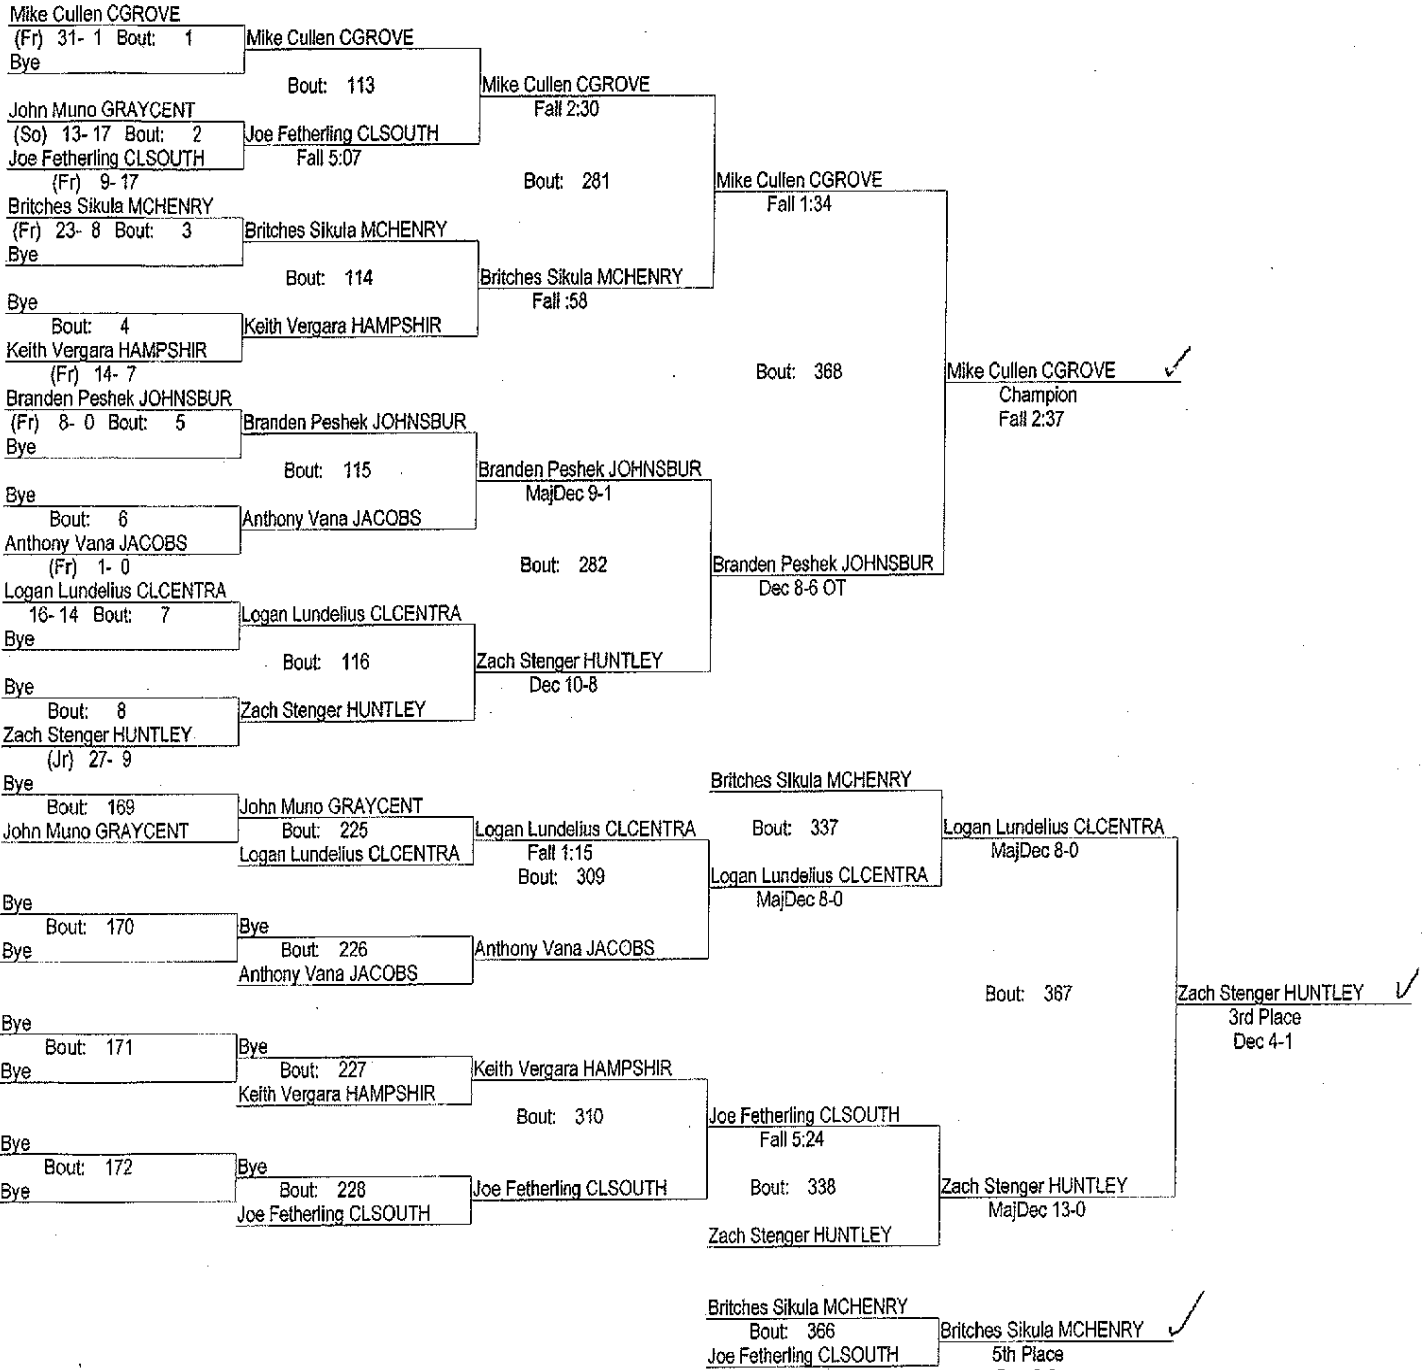 Mike Cullen CGROVE
(Fr) 31- 1 Bout: 1
Bye
Mike Cullen CGROVE
Bout: 113
John Muno GRAYCENT
(So) 13- 17 Bout: 2
Joe Fetherling CLSOUTH
(Fr) 9- 17
Joe Fetherling CLSOUTH
Fall 5:07
Mike Cullen CGROVE
Fall 2:30
Bout: 281
Britches Sikula MCHENRY
(Fr) 23- 8 Bout: 3
Bye
Britches Sikula MCHENRY
Bout: 114
Bye
Bout: 4
Keith Vergara HAMPSHIR
(Fr) 14- 7
Keith Vergara HAMPSHIR
Britches Sikula MCHENRY
Fall :58
Mike Cullen CGROVE
Fall 1:34
Bout: 368
Branden Peshek JOHNSBUR
(Fr) 8- 0 Bout: 5
Bye
Branden Peshek JOHNSBUR
Bout: 115
Bye
Bout: 6
Anthony Vana JACOBS
(Fr) 1- 0
Anthony Vana JACOBS
Branden Peshek JOHNSBUR
MajDec 9-1
Bout: 282
Logan Lundelius CLCENTRA
16- 14 Bout: 7
Bye
Logan Lundelius CLCENTRA
Bout: 116
Bye
Bout: 8
Zach Stenger HUNTLEY
(Jr) 27- 9
Zach Stenger HUNTLEY
Zach Stenger HUNTLEY
Dec 10-8
Branden Peshek JOHNSBUR
Dec 8-6 OT
Mike Cullen CGROVE
Champion
Fall 2:37
Bye
Bout: 169
John Muno GRAYCENT
John Muno GRAYCENT
Bout: 225
Logan Lundelius CLCENTRA
Logan Lundelius CLCENTRA
Fall 1:15
Bout: 309
Bye
Bout: 170
Bye
Bye
Bout: 226
Anthony Vana JACOBS
Anthony Vana JACOBS
Britches Sikula MCHENRY
Bout: 337
Logan Lundelius CLCENTRA
MajDec 8-0
Logan Lundelius CLCENTRA
MajDec 8-0
Bout: 367
Bye
Bout: 171
Bye
Bye
Bout: 227
Keith Vergara HAMPSHIR
Keith Vergara HAMPSHIR
Bout: 310
Bye
Bout: 172
Bye
Bye
Bout: 228
Joe Fetherling CLSOUTH
Joe Fetherling CLSOUTH
Joe Fetherling CLSOUTH
Fall 5:24
Bout: 338
Zach Stenger HUNTLEY
Zach Stenger HUNTLEY
MajDec 13-0
Zach Stenger HUNTLEY
3rd Place
Dec 4-1
Britches Sikula MCHENRY
Bout: 366
Joe Fetherling CLSOUTH
Britches Sikula MCHENRY
5th Place